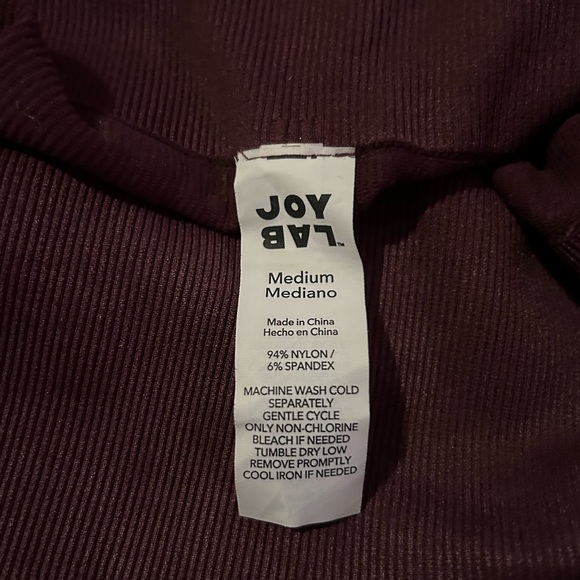 JOY
LAB™
Medium
Mediano
Made in China
Hecho en China
94% NYLON /
6% SPANDEX
MACHINE WASH COLD
SEPARATELY
GENTLE CYCLE
ONLY NON-CHLORINE
BLEACH IF NEEDED
TUMBLE DRY LOW
REMOVE PROMPTLY
COOL IRON IF NEEDED